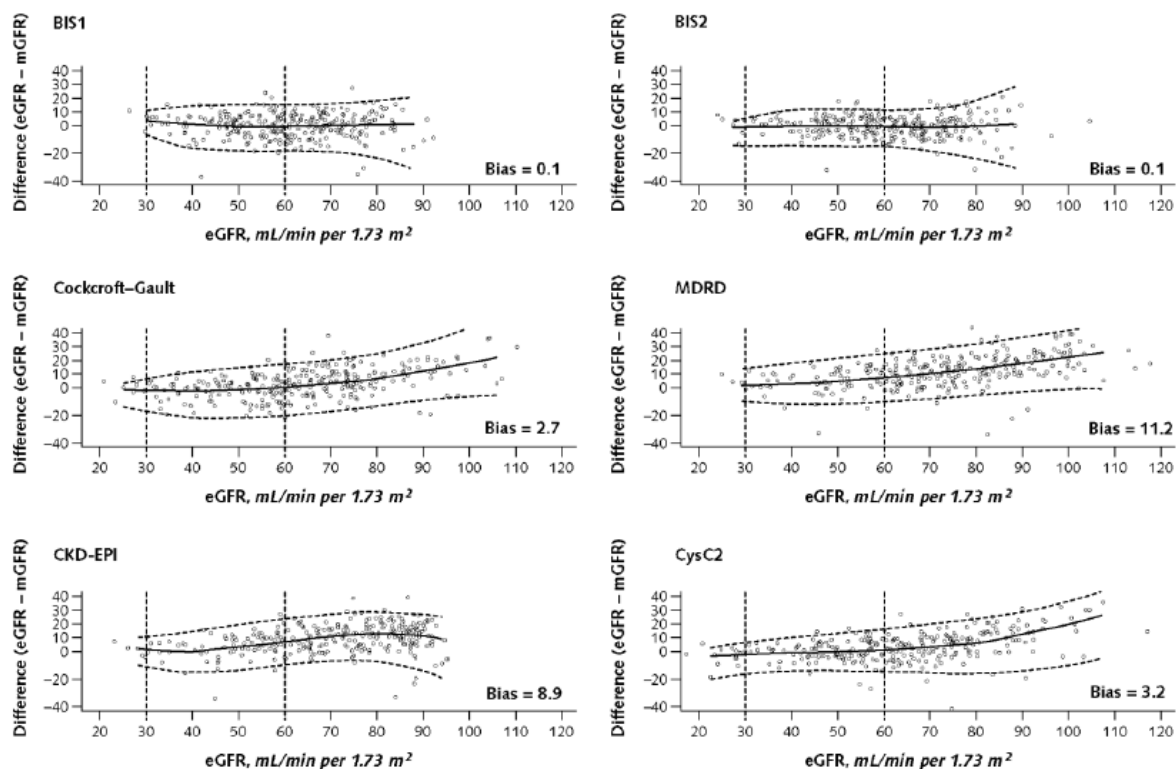 BIS1
Difference (eGFR – mGFR)
40
30
20
10
0
–20
–40
Bias = 0.1
20 30 40 50 60 70 80 90 100 110 120
eGFR, mL/min per 1.73 m²
BIS2
Difference (eGFR – mGFR)
40
30
20
10
0
–20
–40
Bias = 0.1
20 30 40 50 60 70 80 90 100 110 120
eGFR, mL/min per 1.73 m²
Cockcroft–Gault
Difference (eGFR – mGFR)
40
30
20
10
0
–20
–40
Bias = 2.7
20 30 40 50 60 70 80 90 100 110 120
eGFR, mL/min per 1.73 m²
MDRD
Difference (eGFR – mGFR)
40
30
20
10
0
–20
–40
Bias = 11.2
20 30 40 50 60 70 80 90 100 110 120
eGFR, mL/min per 1.73 m²
CKD-EPI
Difference (eGFR – mGFR)
40
30
20
10
0
–20
–40
Bias = 8.9
20 30 40 50 60 70 80 90 100 110 120
eGFR, mL/min per 1.73 m²
CysC2
Difference (eGFR – mGFR)
40
30
20
10
0
–20
–40
Bias = 3.2
20 30 40 50 60 70 80 90 100 110 120
eGFR, mL/min per 1.73 m²